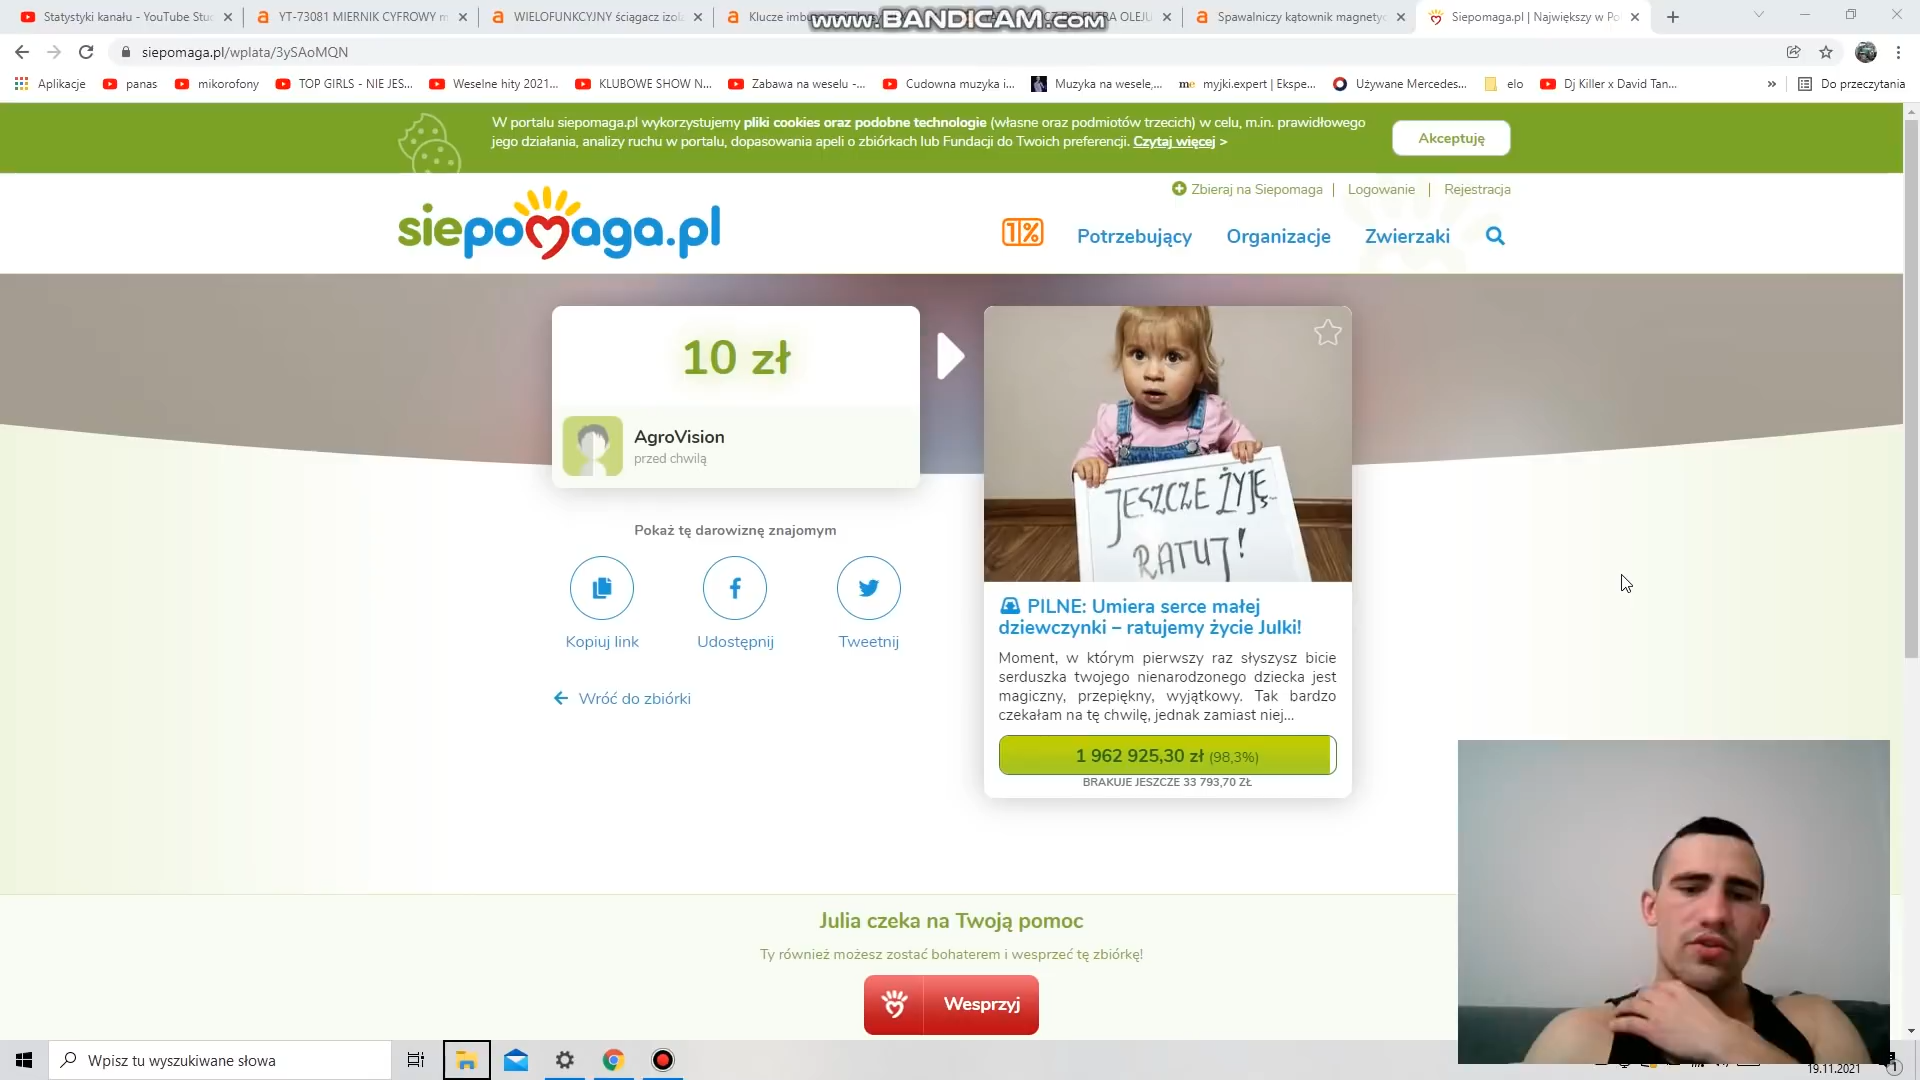 Statystyki kanału - YouTube Stu
YT-73081 MIERNIK CYFROWY m
WIELOFUNKCYJNY ściągacz izol
Klucze imbu
CZ DO FILTRA OLEJU
Spawalniczy kątownik magnetyc
Siepomaga.pl | Największy w Po
www.BANDICAM.com
siepomaga.pl/wplata/3ySAoMQN
Aplikacje
panas
mikorofony
TOP GIRLS - NIE JES...
Weselne hity 2021...
KLUBOWE SHOW N...
Zabawa na weselu -...
Cudowna muzyka i...
Muzyka na wesele,...
me myjki.expert | Ekspe...
Używane Mercedes...
elo
Dj Killer x David Tan...
»
Do przeczytania
W portalu siepomaga.pl wykorzystujemy pliki cookies oraz podobne technologie (własne oraz podmiotów trzecich) w celu, m.in. prawidłowego
jego działania, analizy ruchu w portalu, dopasowania apeli o zbiórkach lub Fundacji do Twoich preferencji. Czytaj więcej >
Akceptuję
Zbieraj na Siepomaga | Logowanie | Rejestracja
siepomaga.pl
1%
Potrzebujący
Organizacje
Zwierzaki
10 zł
AgroVision
przed chwilą
Pokaż tę darowiznę znajomym
Kopiuj link
Udostępnij
Tweetnij
Wróć do zbiórki
JESZCZE ŻYJĘ...
RATUJ!
PILNE: Umiera serce małej
dziewczynki – ratujemy życie Julki!
Moment, w którym pierwszy raz słyszysz bicie
serduszka twojego nienarodzonego dziecka jest
magiczny, przepiękny, wyjątkowy. Tak bardzo
czekałam na tę chwilę, jednak zamiast niej...
1 962 925,30 zł (98,3%)
BRAKUJE JESZCZE 33 793,70 ZŁ
Julia czeka na Twoją pomoc
Ty również możesz zostać bohaterem i wesprzeć tę zbiórkę!
Wesprzyj
Wpisz tu wyszukiwane słowa
19.11.2021
1